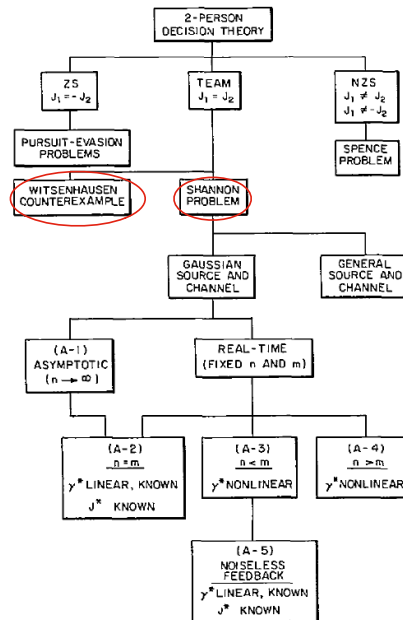 2-PERSON
DECISION THEORY
ZS
J₁ = - J₂
TEAM
J₁ = J₂
NZS
J₁ ≠ J₂
J₁ ≠ -J₂
PURSUIT-EVASION
PROBLEMS
SPENCE
PROBLEM
WITSENHAUSEN
COUNTEREXAMPLE
SHANNON
PROBLEM
GAUSSIAN
SOURCE AND
CHANNEL
GENERAL
SOURCE AND
CHANNEL
(A-1)
ASYMPTOTIC
(n → ∞)
REAL-TIME
(FIXED n AND m)
(A-2)
n = m
γ* LINEAR, KNOWN
J* KNOWN
(A-3)
n < m
γ* NONLINEAR
(A-4)
n > m
γ* NONLINEAR
(A-5)
NOISELESS
FEEDBACK
γ* LINEAR, KNOWN
J* KNOWN